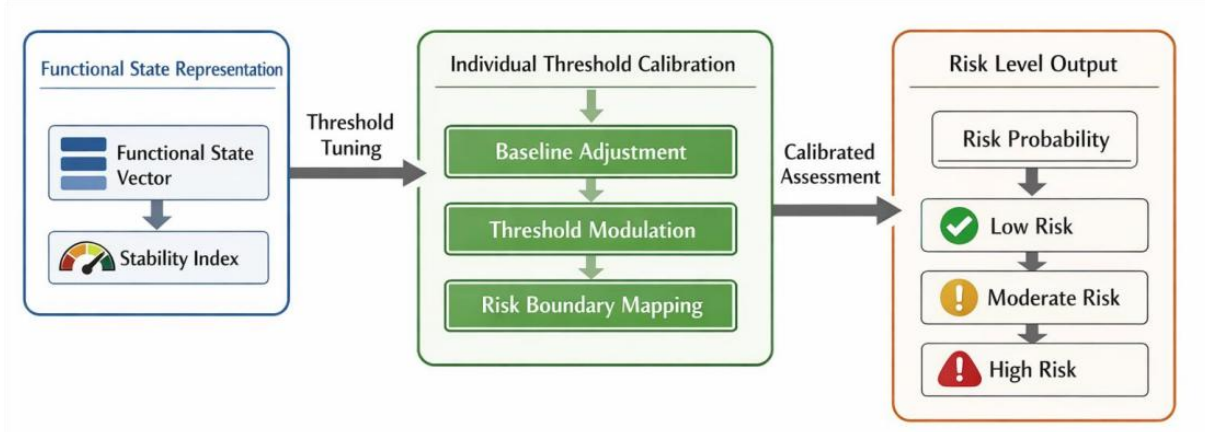 Functional State Representation
Functional State
Vector
Stability Index
Threshold
Tuning
Individual Threshold Calibration
Baseline Adjustment
Threshold Modulation
Risk Boundary Mapping
Calibrated
Assessment
Risk Level Output
Risk Probability
Low Risk
Moderate Risk
High Risk